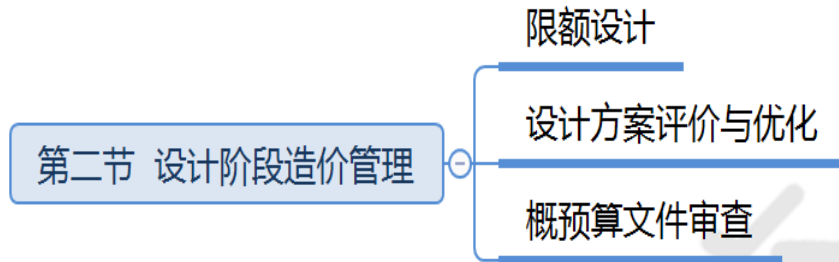 限额设计
设计方案评价与优化
第二节 设计阶段造价管理
概预算文件审查